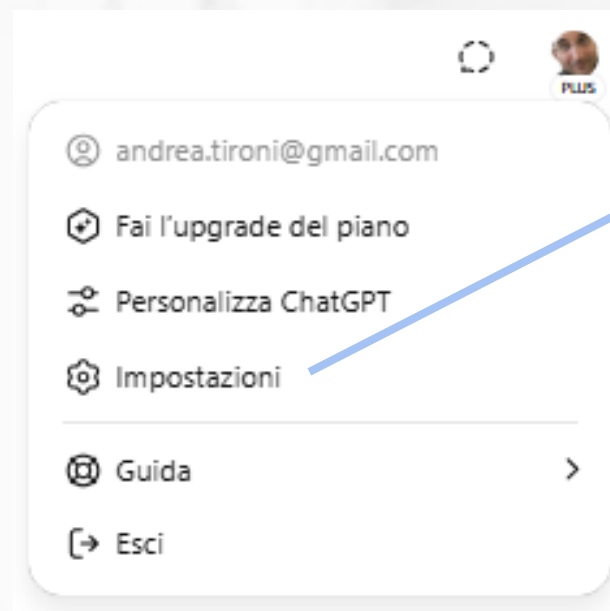 PLUS
andrea.tironi@gmail.com
Fai l'upgrade del piano
Personalizza ChatGPT
Impostazioni
Guida
Esci